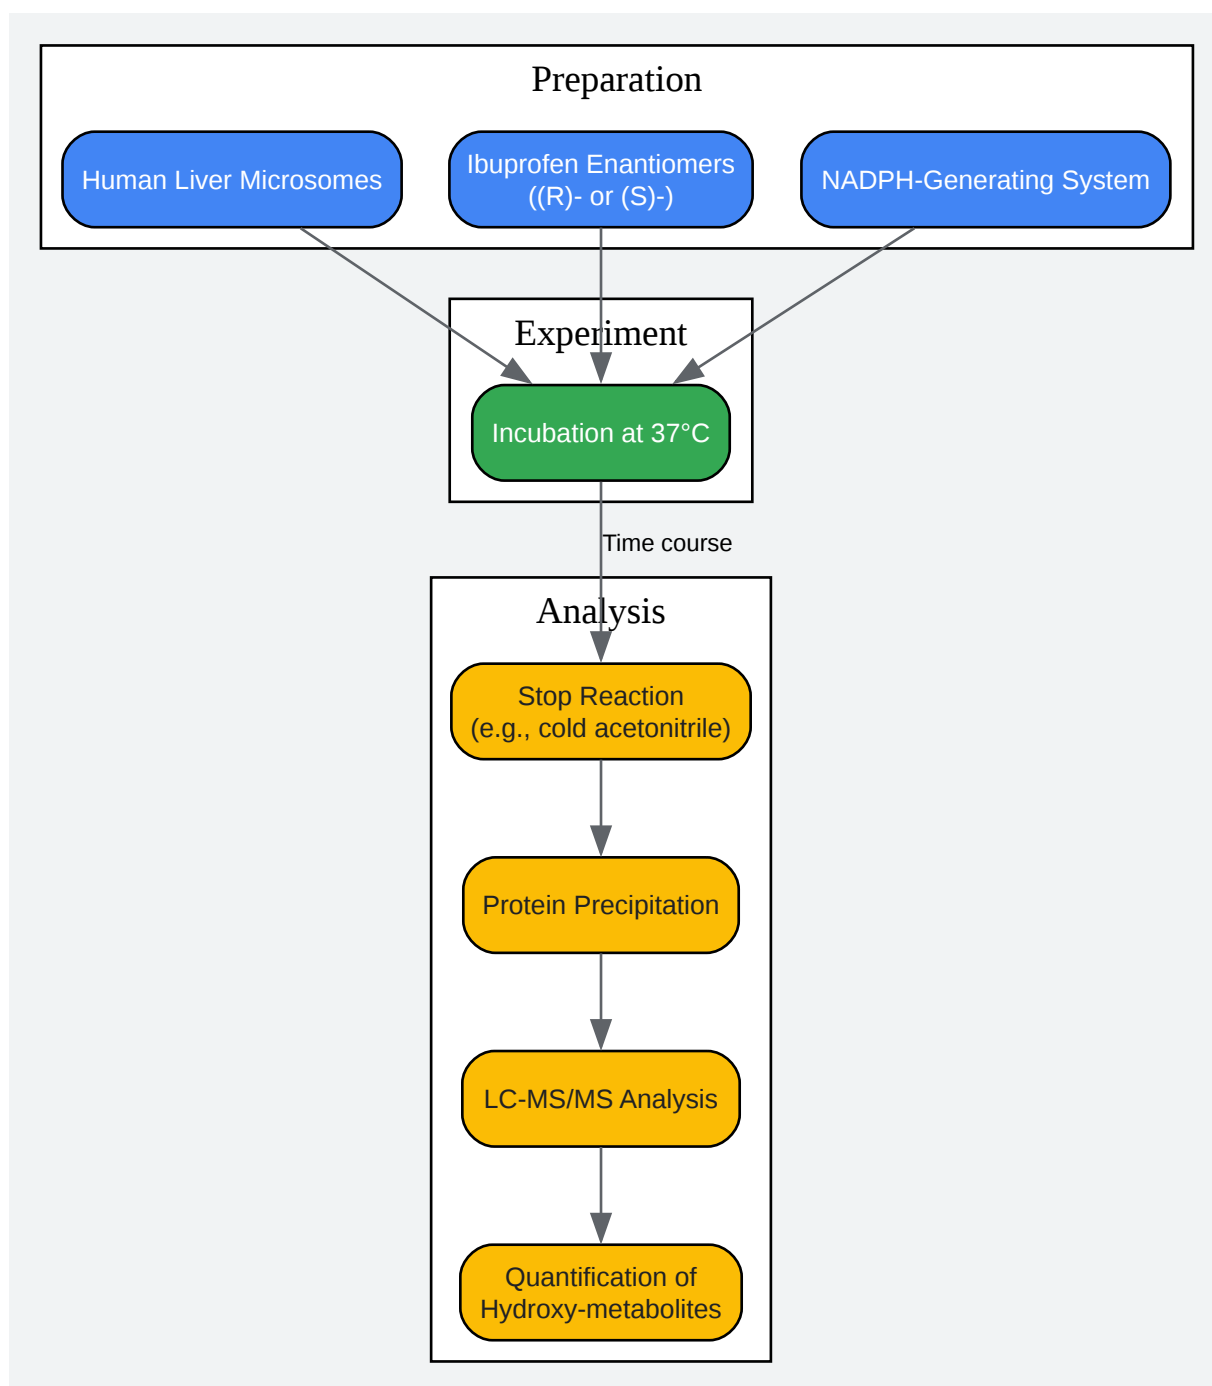 Preparation
Human Liver Microsomes
Ibuprofen Enantiomers
((R)- or (S)-)
NADPH-Generating System
Experiment
Incubation at 37°C
Time course
Analysis
Stop Reaction
(e.g., cold acetonitrile)
Protein Precipitation
LC-MS/MS Analysis
Quantification of
Hydroxy-metabolites